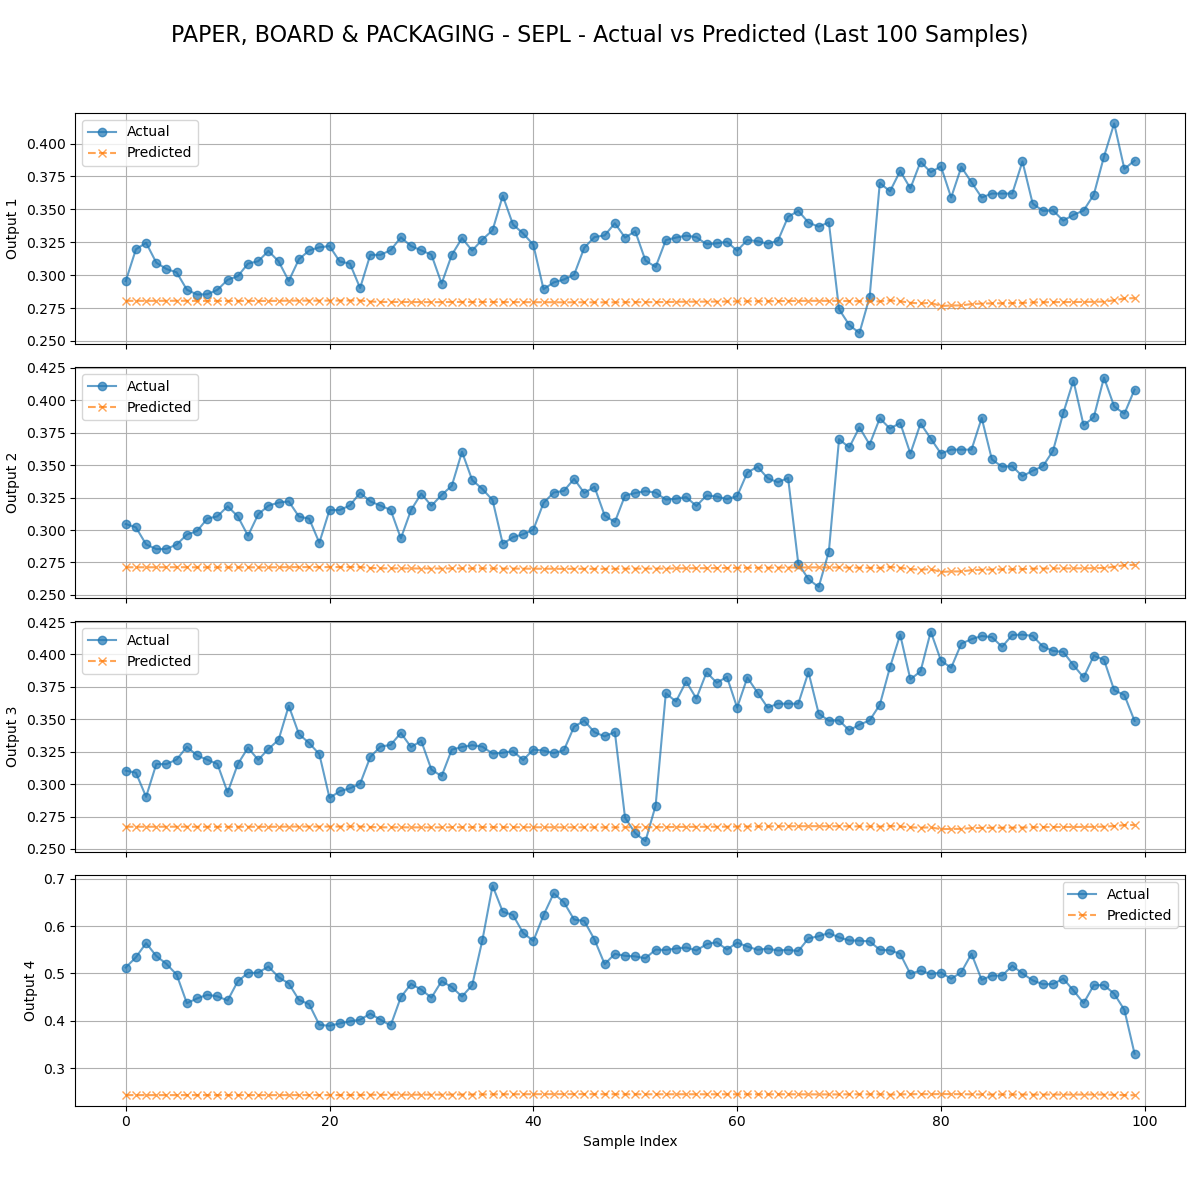 PAPER, BOARD & PACKAGING - SEPL - Actual vs Predicted (Last 100 Samples)
Actual
Predicted
0.400
0.375
0.350
0.325
0.300
0.275
0.250
Output 1
Actual
Predicted
0.425
0.400
0.375
0.350
0.325
0.300
0.275
0.250
Output 2
Actual
Predicted
0.425
0.400
0.375
0.350
0.325
0.300
0.275
0.250
Output 3
Actual
Predicted
0.7
0.6
0.5
0.4
0.3
Output 4
0 20 40 60 80 100
Sample Index